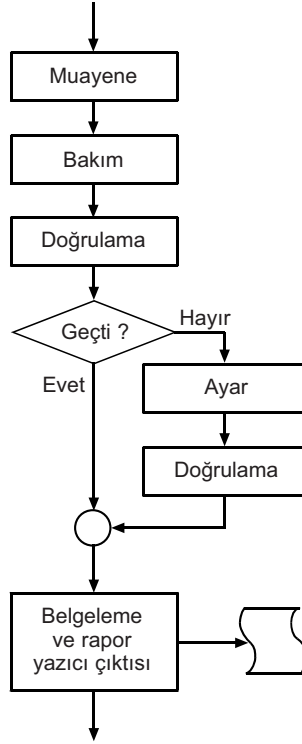 Muayene
Bakım
Doğrulama
Geçti ?
Hayır
Evet
Ayar
Doğrulama
Belgeleme
ve rapor
yazıcı çıktısı